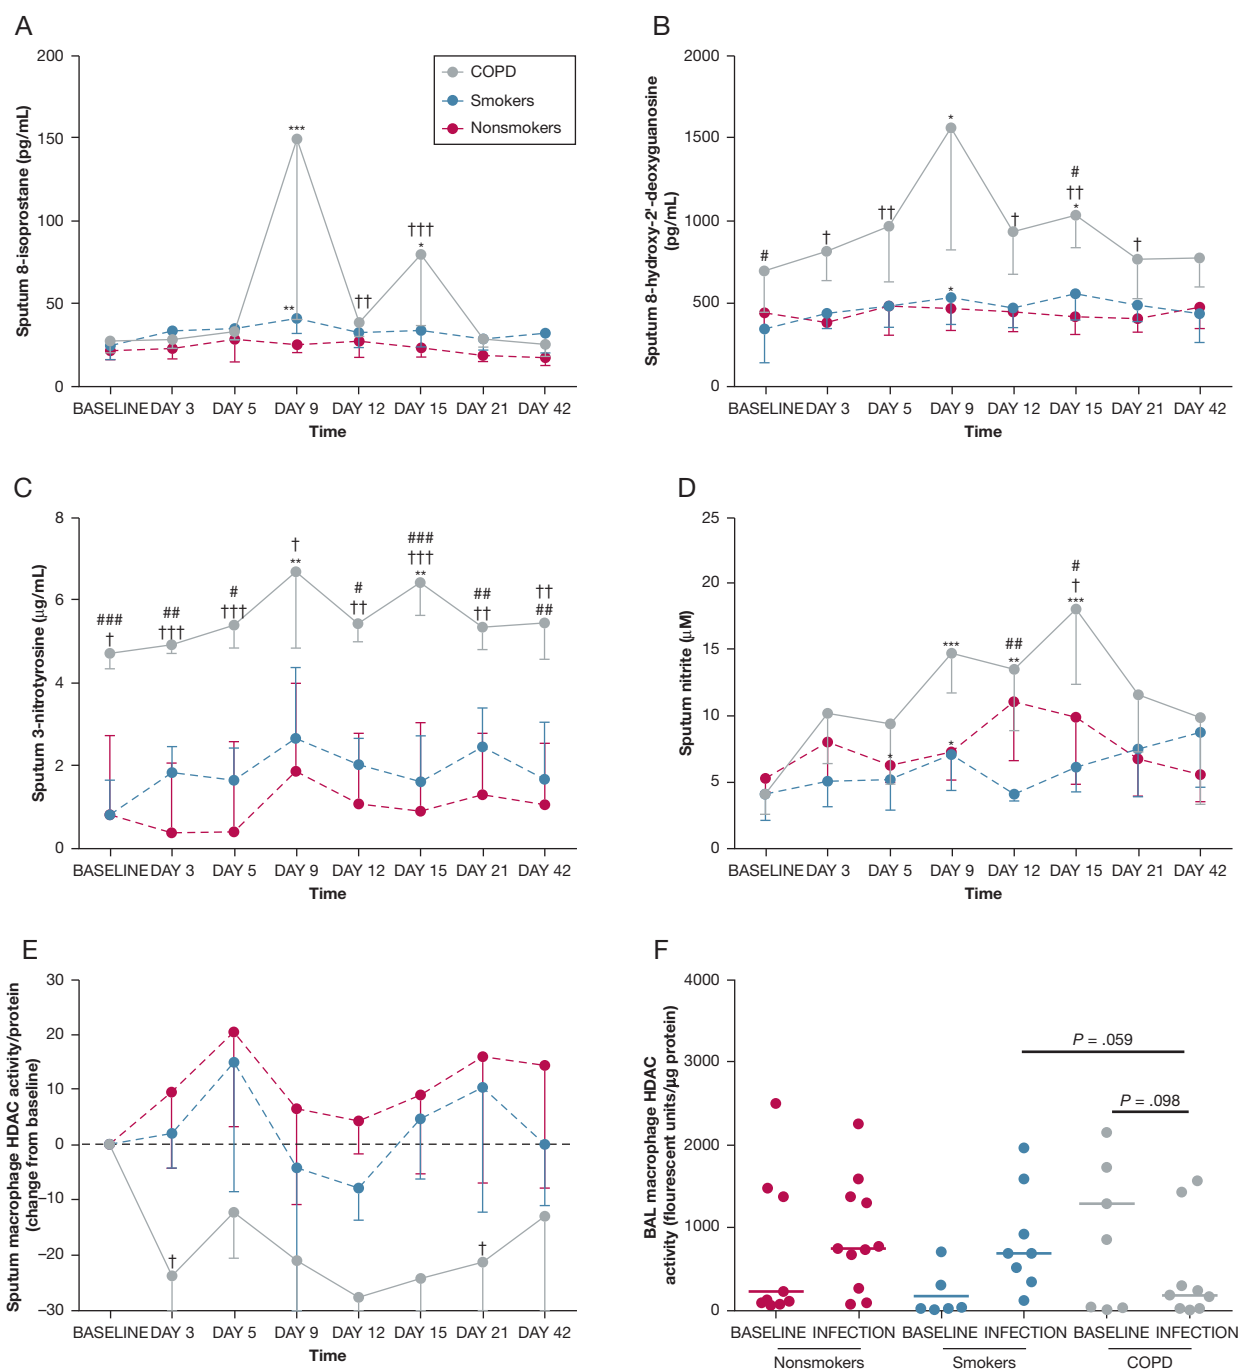 A
200
150
100
50
0
Sputum 8-isoprostane (pg/mL)
COPD
Smokers
Nonsmokers
***
**
††
†††
*
BASELINE DAY 3 DAY 5 DAY 9 DAY 12 DAY 15 DAY 21 DAY 42
Time
B
2000
1500
1000
500
0
Sputum 8-hydroxy-2'-deoxyguanosine
(pg/mL)
#
†
††
*
*
†
#
††
*
†
BASELINE DAY 3 DAY 5 DAY 9 DAY 12 DAY 15 DAY 21 DAY 42
Time
C
8
6
4
2
0
Sputum 3-nitrotyrosine (µg/mL)
###
†
##
†††
#
†††
†
**
#
††
###
†††
**
##
††
††
##
BASELINE DAY 3 DAY 5 DAY 9 DAY 12 DAY 15 DAY 21 DAY 42
Time
D
25
20
15
10
5
0
Sputum nitrite (µM)
*
***
*
##
**
#
†
***
BASELINE DAY 3 DAY 5 DAY 9 DAY 12 DAY 15 DAY 21 DAY 42
Time
E
30
20
10
0
–10
–20
–30
Sputum macrophage HDAC activity/protein
(change from baseline)
†
†
BASELINE DAY 3 DAY 5 DAY 9 DAY 12 DAY 15 DAY 21 DAY 42
Time
F
4000
3000
2000
1000
0
BAL macrophage HDAC
activity (flourescent units/µg protein)
P = .059
P = .098
BASELINE INFECTION BASELINE INFECTION BASELINE INFECTION
Nonsmokers Smokers COPD